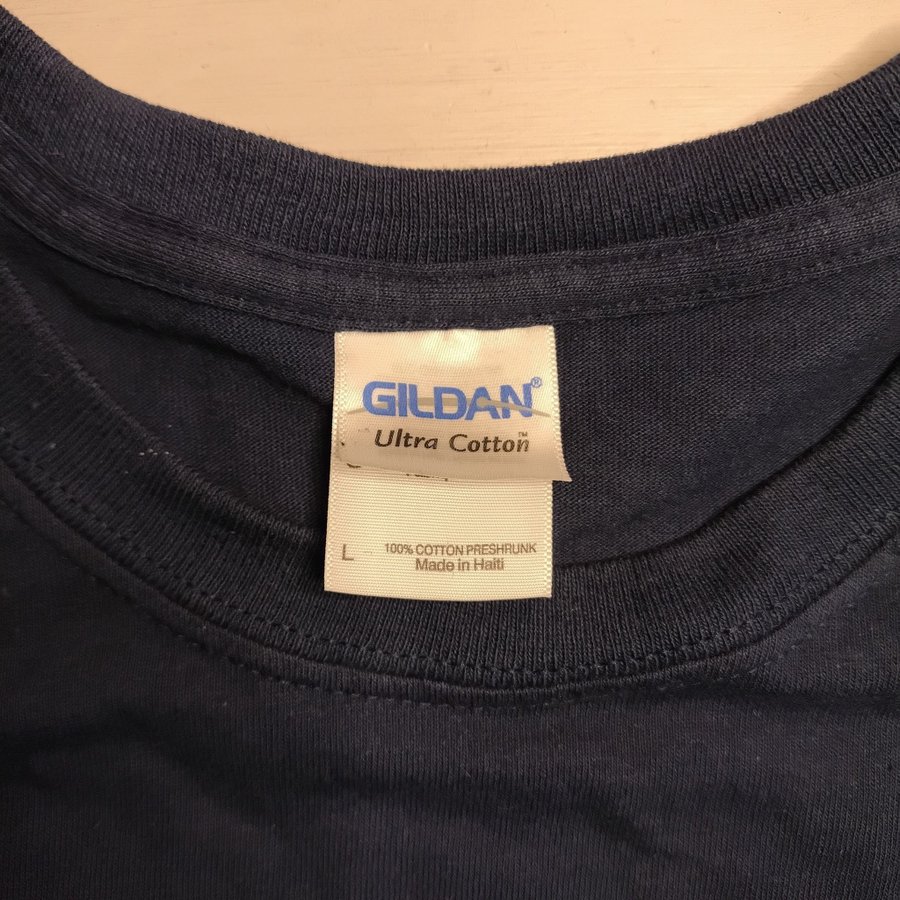 GILDAN®
Ultra Cotton™
L 100% COTTON PRESHRUNK
Made in Haiti